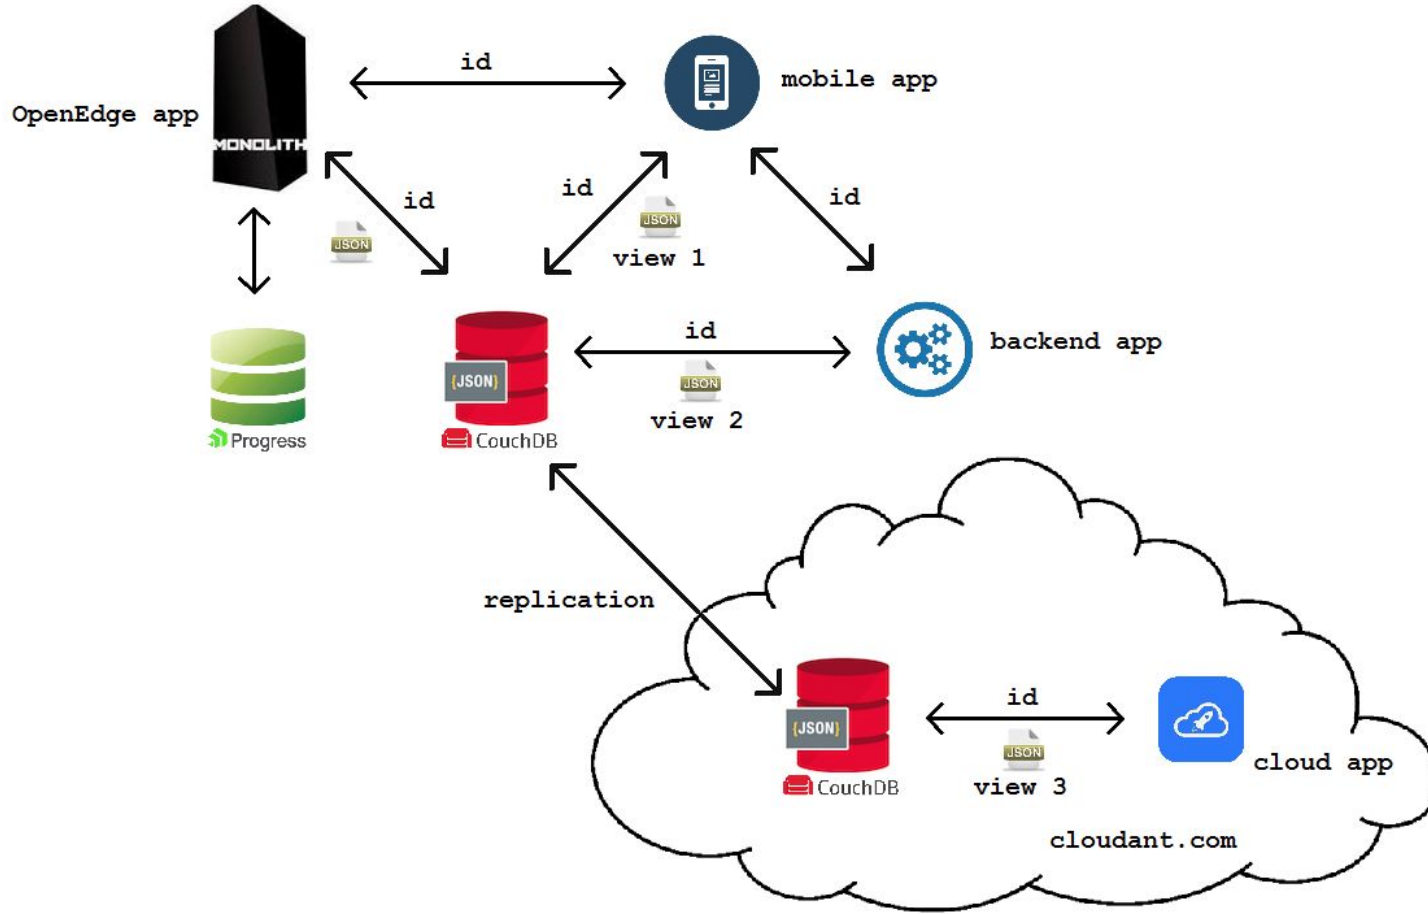 id
mobile app
OpenEdge app
MONOLITH
id
id
id
JSON
JSON
view 1
id
backend app
{JSON}
JSON
view 2
Progress
CouchDB
replication
id
{JSON}
JSON
cloud app
CouchDB
view 3
cloudant.com